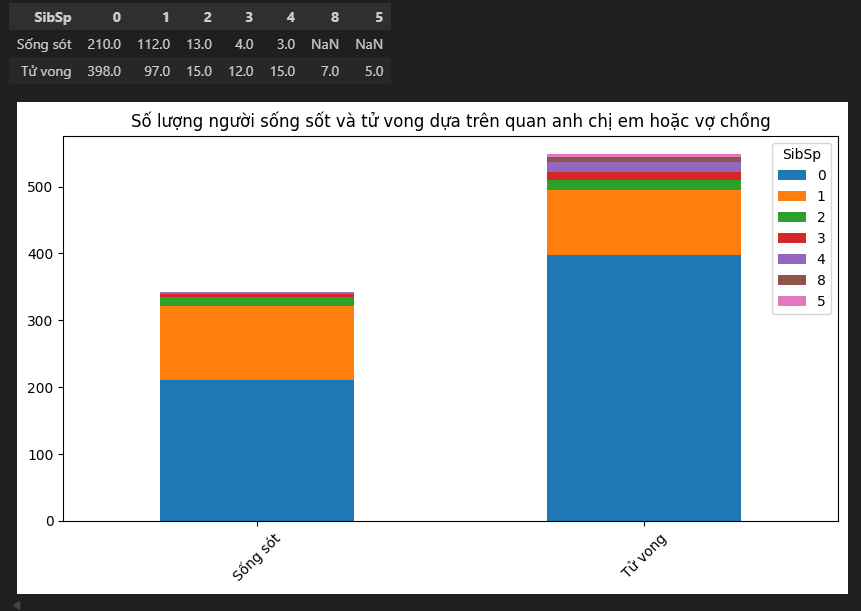 SibSp 0 1 2 3 4 8 5
Sống sót 210.0 112.0 13.0 4.0 3.0 NaN NaN
Tử vong 398.0 97.0 15.0 12.0 15.0 7.0 5.0
Số lượng người sống sốt và tử vong dựa trên quan anh chị em hoặc vợ chồng
SibSp
0
1
2
3
4
8
5
500
400
300
200
100
0
Sống sót
Tử vong